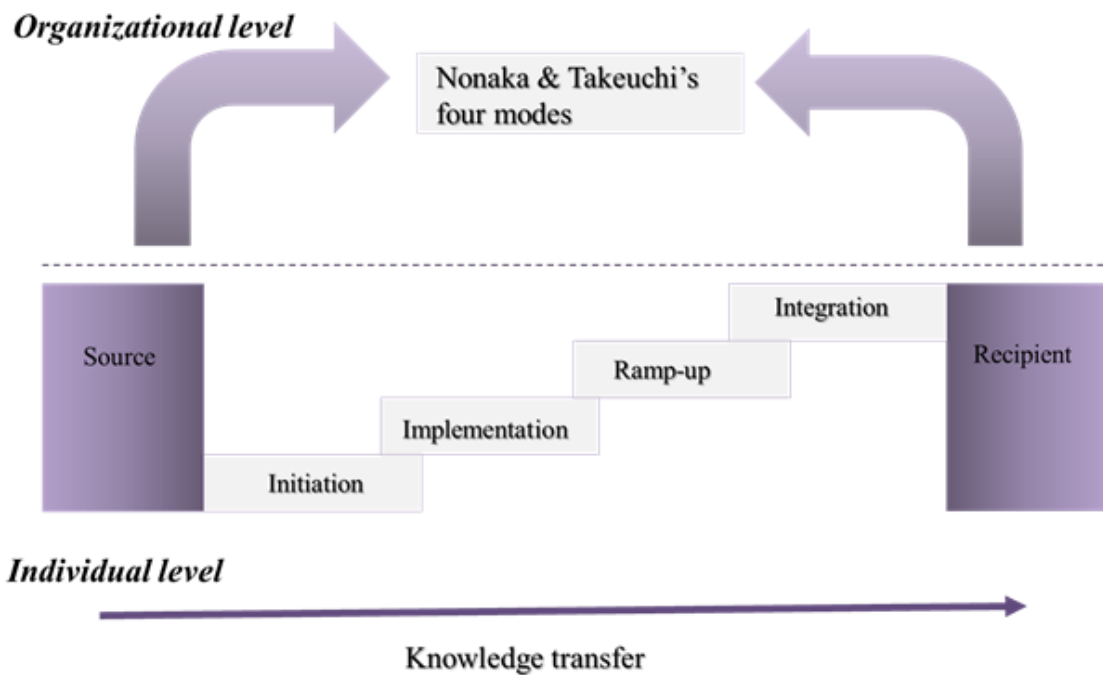 Organizational level
Nonaka & Takeuchi’s
four modes
Integration
Source
Recipient
Ramp-up
Implementation
Initiation
Individual level
Knowledge transfer